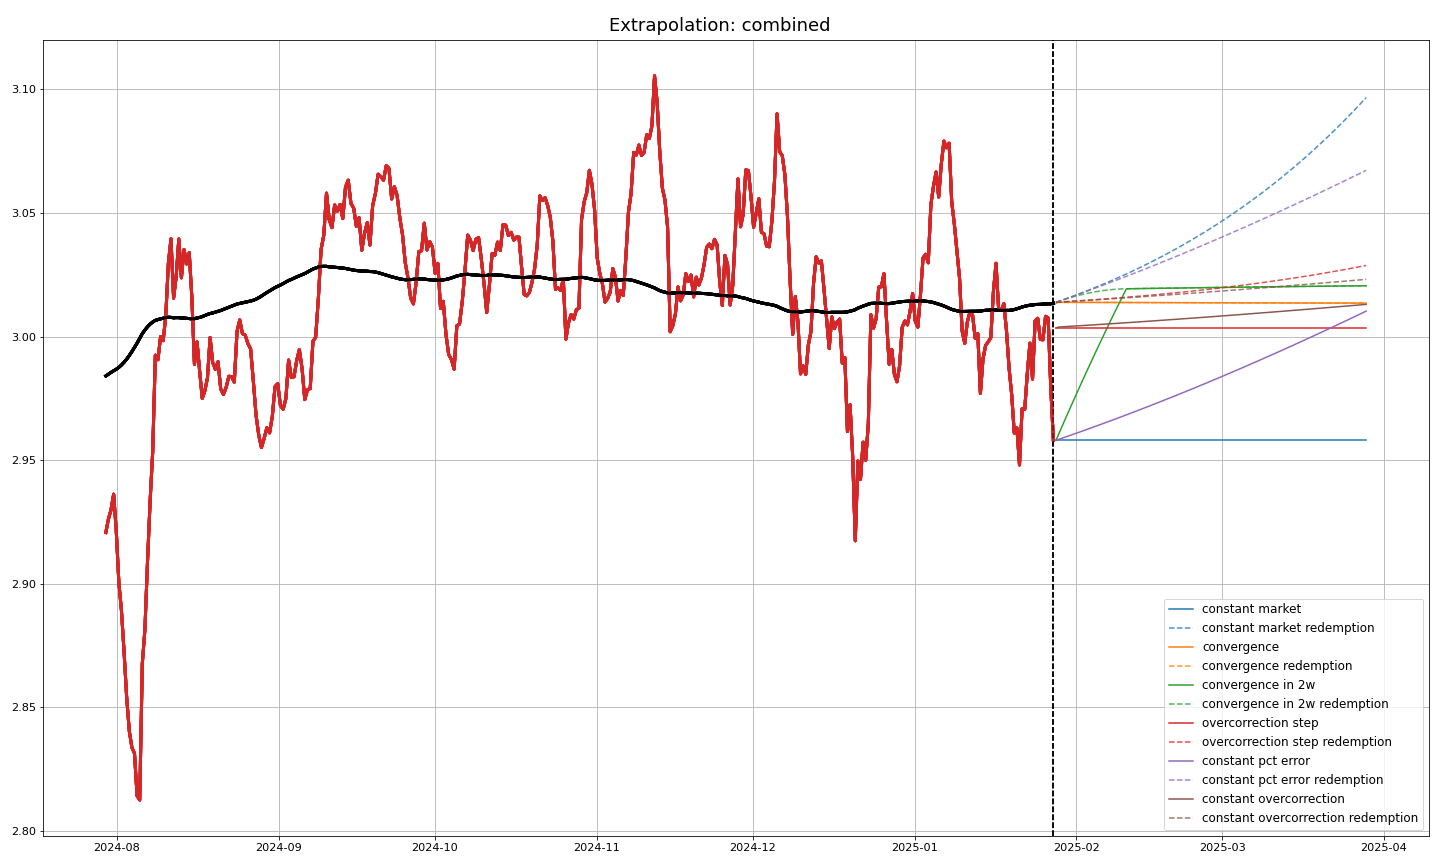 Extrapolation: combined
3.10
3.05
3.00
2.95
2.90
2.85
2.80
constant market
constant market redemption
convergence
convergence redemption
convergence in 2w
convergence in 2w redemption
overcorrection step
overcorrection step redemption
constant pct error
constant pct error redemption
constant overcorrection
constant overcorrection redemption
2024-08 2024-09 2024-10 2024-11 2024-12 2025-01 2025-02 2025-03 2025-04